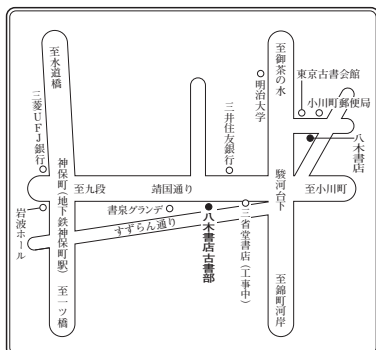 至水道橋
三菱UFJ銀行
神保町（地下鉄神保町駅）
岩波ホール
至一ツ橋
至九段
靖国通り
書泉グランデ
すずらん通り
八木書店古書部
三省堂書店（工事中）
三井住友銀行
明治大学
至御茶の水
東京古書会館
小川町郵便局
八木書店
駿河台下
至小川町
至錦町河岸